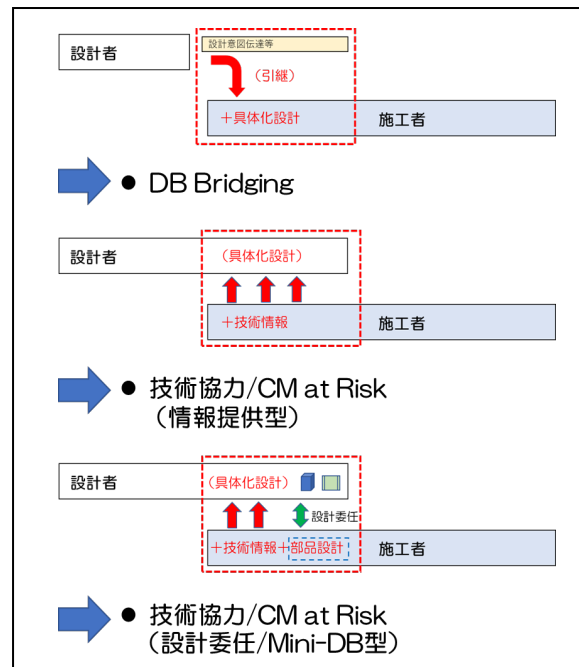 設計意図伝達等
設計者
（引継）
＋具体化設計
施工者
● DB Bridging
設計者
（具体化設計）
＋技術情報
施工者
● 技術協力/CM at Risk
（情報提供型）
設計者
（具体化設計）
設計委任
＋技術情報＋部品設計
施工者
● 技術協力/CM at Risk
（設計委任/Mini-DB型）